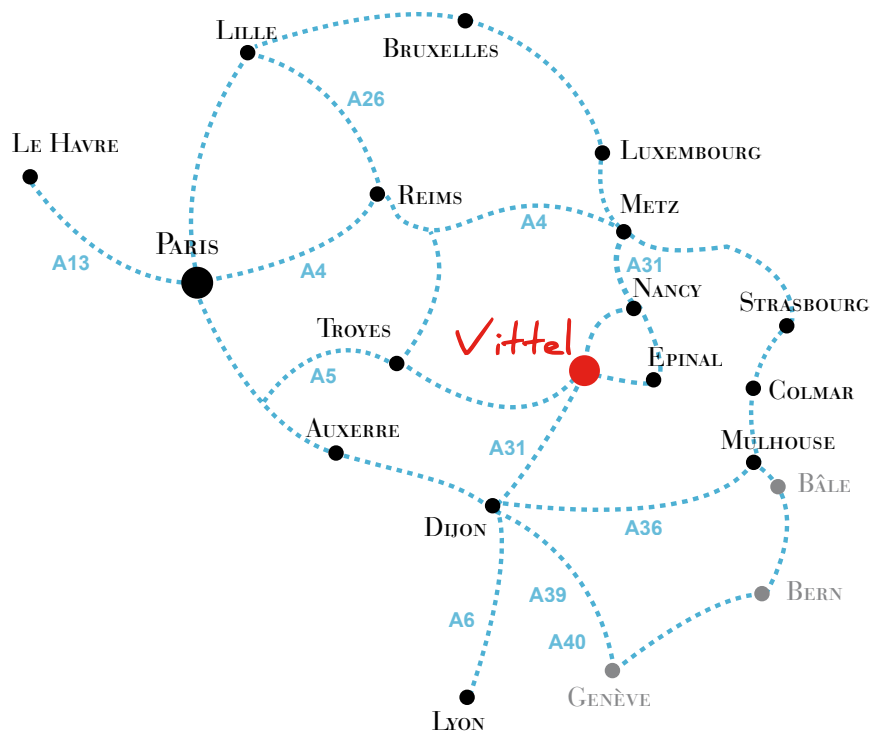 Lille
Bruxelles
A26
Le Havre
Luxembourg
Reims
Metz
A4
Paris
A13
A4
A31
Nancy
Strasbourg
Troyes
Vittel
Epinal
A5
Colmar
Auxerre
A31
Mulhouse
Bâle
Dijon
A36
A39
Bern
A6
A40
Genève
Lyon